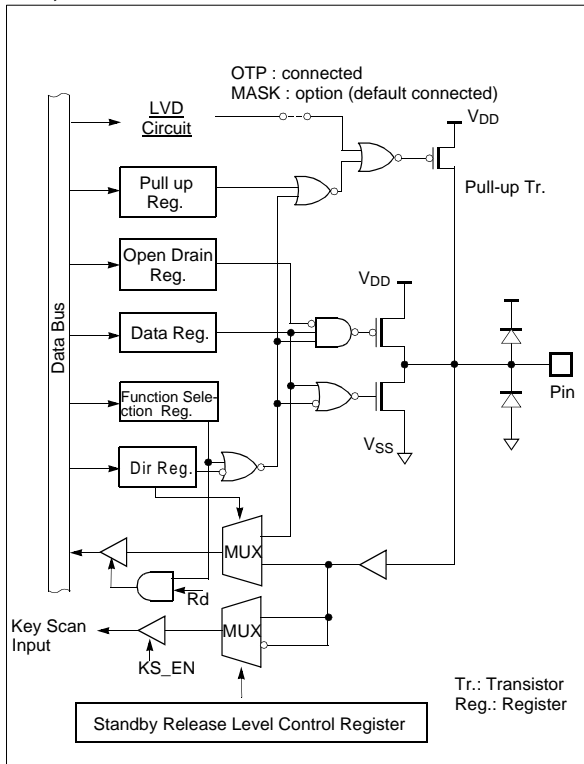 OTP : connected
MASK : option (default connected)
LVD
Circuit
VDD
Pull up
Reg.
Pull-up Tr.
Open Drain
Reg.
VDD
Data Bus
Data Reg.
Pin
Function Sele-
ction Reg.
VSS
Dir Reg.
MUX
Rd
Key Scan
Input
MUX
KS_EN
Tr.: Transistor
Reg.: Register
Standby Release Level Control Register